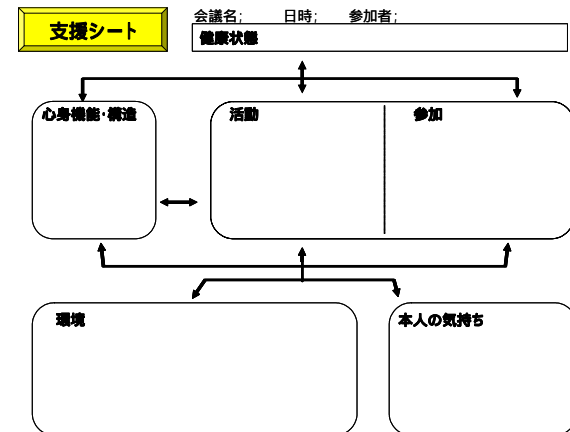 支援シート
会議名; 日時; 参加者;
健康状態
心身機能・構造
活動
参加
環境
本人の気持ち